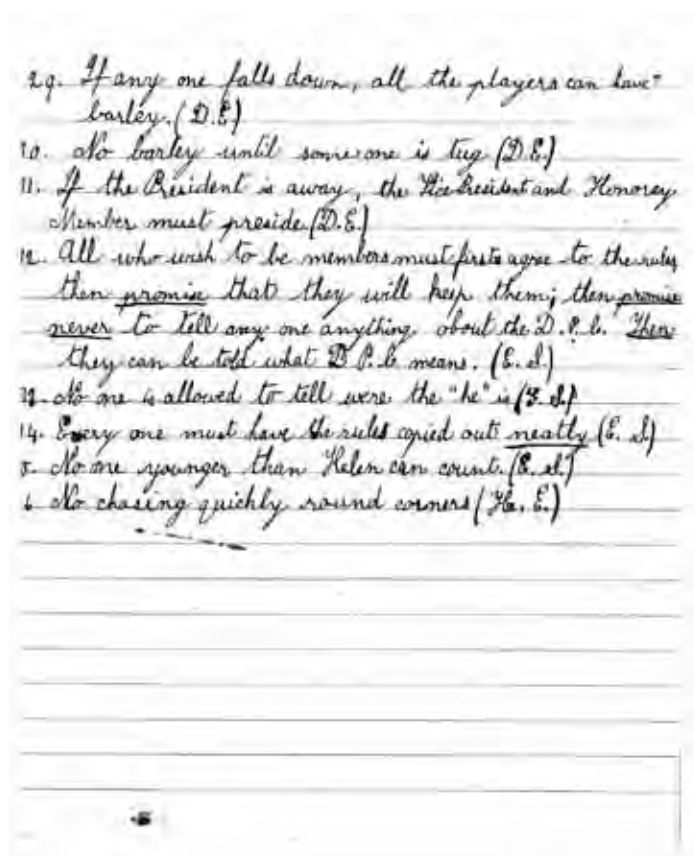 29. If any one falls down, all the players can have
barley. (D.E.)
10. No barley until some one is tug (D.E.)
11. If the President is away, the Vice President and Honorey
Member must preside. (D.E.)
12. All who wish to be members must firsts agree to the rules
then promise that they will keep them; then promise
never to tell any one anything about the D.P.C. Then
they can be told what D.P.C. means. (E. S.)
13. No one is allowed to tell were the "he" is (E. S.)
14. Every one must have the rules copied out neatly (E. S.)
5. No one younger than Helen can count. (E. S.)
6. No chasing quickly round corners (He. E.)